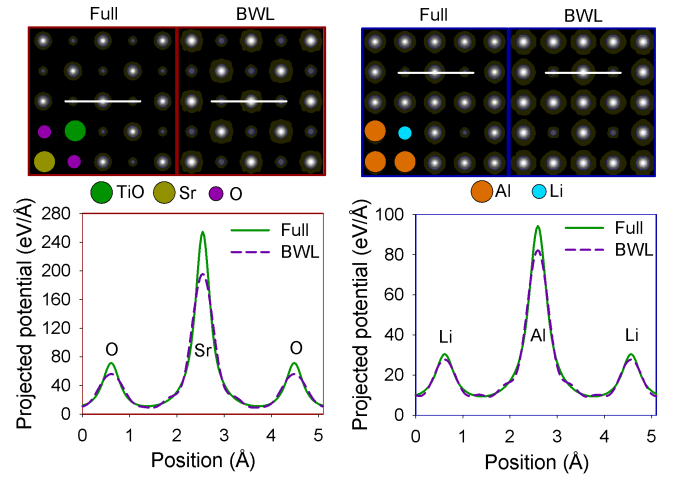 Full BWL
Full BWL
TiO Sr O
Al Li
Projected potential (eV/Å)
280
240
200
160
120
80
40
0
Full
BWL
O Sr O
0 1 2 3 4 5
Position (Å)
Projected potential (eV/Å)
100
80
60
40
20
0
Full
BWL
Li Al Li
0 1 2 3 4 5
Position (Å)